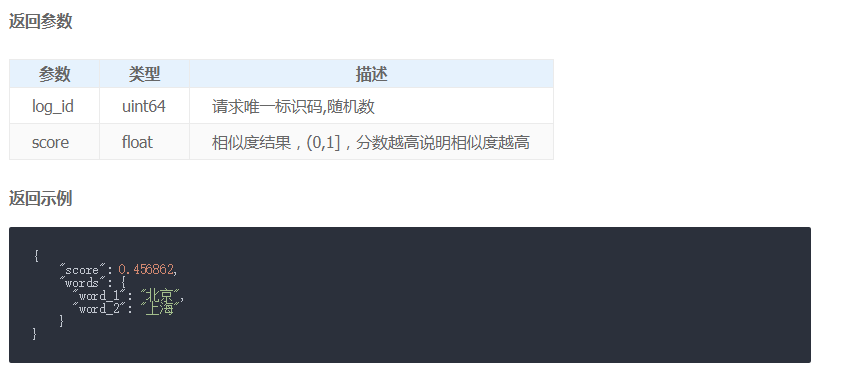 返回参数
参数 类型 描述
log_id uint64 请求唯一标识码,随机数
score float 相似度结果，(0,1]，分数越高说明相似度越高
返回示例
{
"score": 0.456862,
"words": {
"word_1": "北京",
"word_2": "上海"
}
}